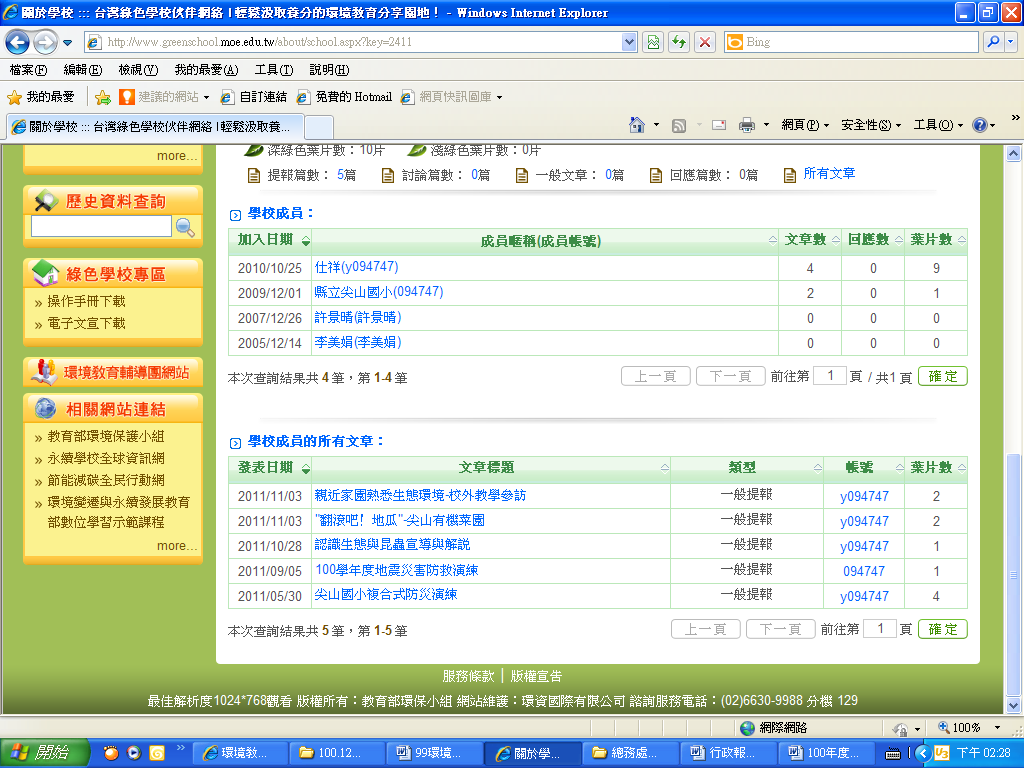 關於學校 ::: 台灣綠色學校伙伴網絡 | 輕鬆汲取養分的環境教育分享園地！ - Windows Internet Explorer
http://www.greenschool.moe.edu.tw/about/school.aspx?key=2411
Bing
檔案(F) 編輯(E) 檢視(V) 我的最愛(A) 工具(T) 說明(H)
我的最愛 建議的網站 自訂連結 免費的 Hotmail 網頁快訊圖庫
關於學校 ::: 台灣綠色學校伙伴網絡 | 輕鬆汲取養...
網頁(P) 安全性(S) 工具(O)
more...
歷史資料查詢
綠色學校專區
» 操作手冊下載
» 電子文宣下載
環境教育輔導團網站
相關網站連結
» 教育部環境保護小組
» 永續學校全球資訊網
» 節能減碳全民行動網
» 環境變遷與永續發展教育
部數位學習示範課程
more...
深綠色葉片數：10片 淺綠色葉片數：0片
提報篇數： 5篇 討論篇數： 0篇 一般文章： 0篇 回應篇數： 0篇 所有文章
學校成員：
加入日期 成員暱稱(成員帳號) 文章數 回應數 葉片數
2010/10/25 仕祥(y094747) 4 0 9
2009/12/01 縣立尖山國小(094747) 2 0 1
2007/12/26 許景晴(許景晴) 0 0 0
2005/12/14 李美娟(李美娟) 0 0 0
本次查詢結果共 4 筆，第 1-4 筆 上一頁 下一頁 前往第 1 頁 / 共1 頁 確定
學校成員的所有文章：
發表日期 文章標題 類型 帳號 葉片數
2011/11/03 親近家園熟悉生態環境-校外教學參訪 一般提報 y094747 2
2011/11/03 "翻滾吧！地瓜"-尖山有機菜園 一般提報 y094747 2
2011/10/28 認識生態與昆蟲宣導與解說 一般提報 y094747 1
2011/09/05 100學年度地震災害防救演練 一般提報 094747 1
2011/05/30 尖山國小複合式防災演練 一般提報 y094747 4
本次查詢結果共 5 筆，第 1-5 筆 上一頁 下一頁 前往第 1 頁 確定
服務條款 | 版權宣告
最佳解析度1024*768觀看 版權所有：教育部環保小組 網站維護：環資國際有限公司 諮詢服務電話：(02)6630-9988 分機 129
網際網路 100%
開始 環境教... 100.12... 99環境... 關於學... 總務處... 行政報... 100年度... 下午 02:28